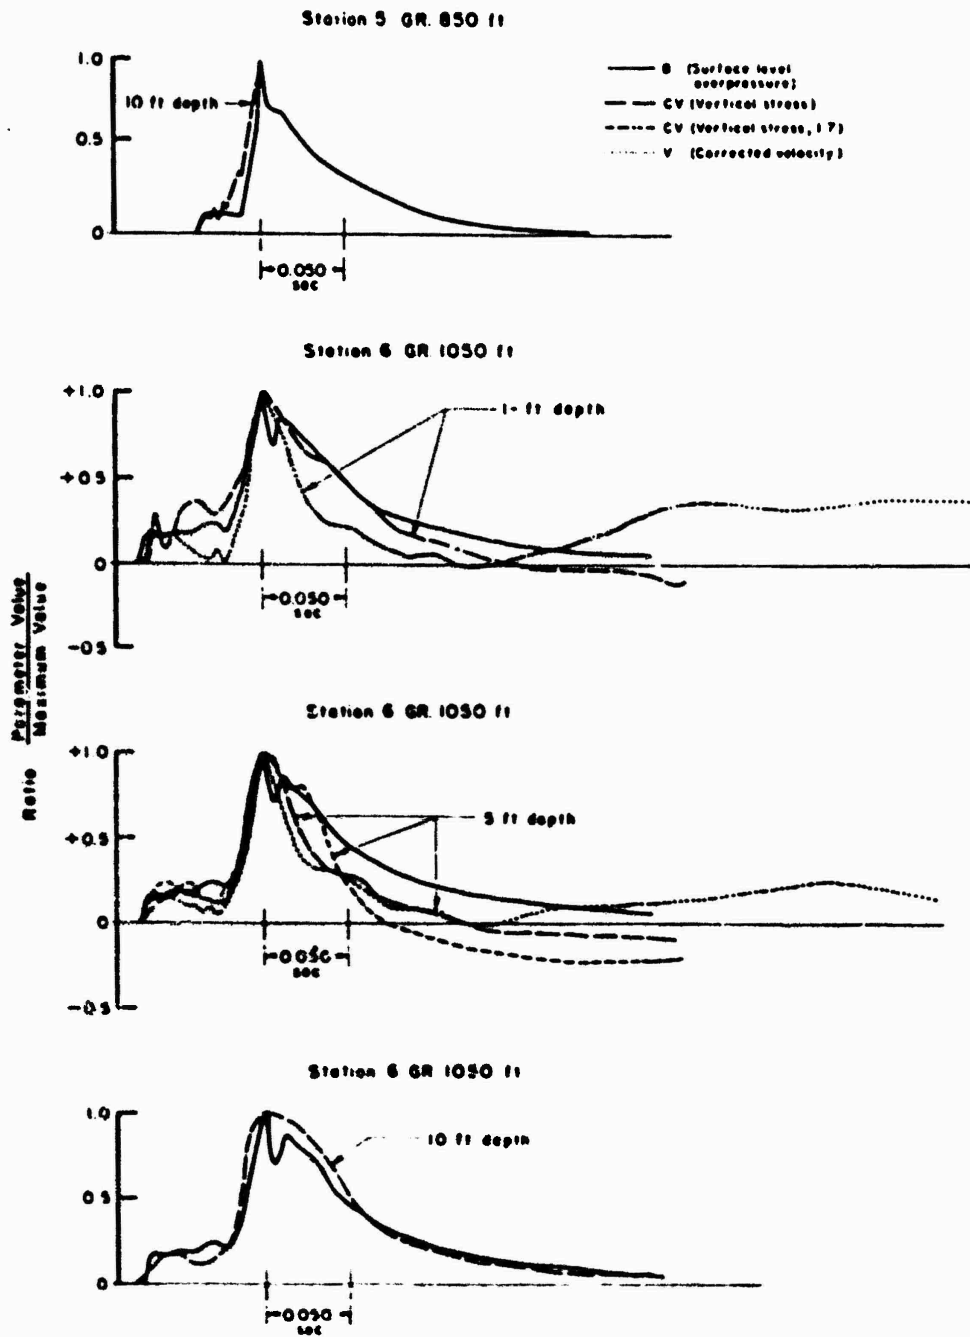 Station 5 GR. 850 ft
1.0
0.5
0
10 ft depth
B (Surface level
overpressure)
CV (Vertical stress)
CV (Vertical stress, 17)
V (Corrected velocity)
0.050
sec
Station 6 GR. 1050 ft
+1.0
+0.5
0
-0.5
1-ft depth
0.050
sec
Ratio Parameter Value
Maximum Value
Station 6 GR. 1050 ft
+1.0
+0.5
0
-0.5
5 ft depth
0.050
sec
Station 6 GR 1050 ft
1.0
0.5
0
10 ft depth
0.050
sec